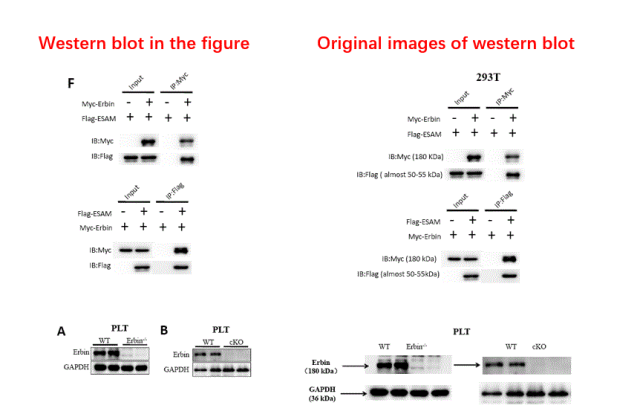 Western blot in the figure
Original images of western blot
F
Input IP:Myc
Myc-Erbin - + - +
Flag-ESAM + + + +
IB:Myc
IB:Flag
Input IP:Flag
Flag-ESAM - + - +
Myc-Erbin + + + +
IB:Myc
IB:Flag
293T
Input IP:Myc
Myc-Erbin - + - +
Flag-ESAM + + + +
IB:Myc (180 KDa)
IB:Flag ( almost 50-55 kDa)
Input IP:Flag
Flag-ESAM - + - +
Myc-Erbin + + + +
IB:Myc (180 kDa)
IB:Flag (almost 50-55kDa)
A PLT
WT Erbin-/-
Erbin
GAPDH
B PLT
WT cKO
Erbin
GAPDH
PLT
WT Erbin-/- WT cKO
Erbin
(180 kDa)
GAPDH
(36 kDa)